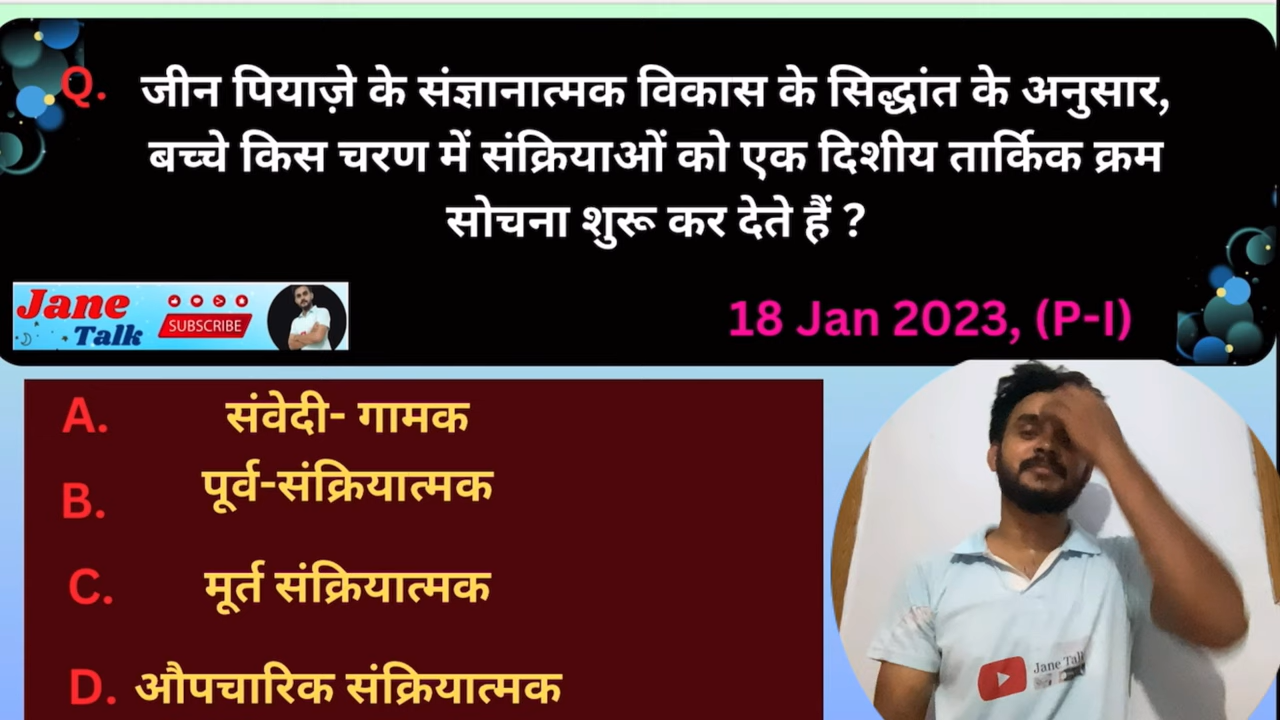 Q. जीन पियाज़े के संज्ञानात्मक विकास के सिद्धांत के अनुसार,
बच्चे किस चरण में संक्रियाओं को एक दिशीय तार्किक क्रम
सोचना शुरू कर देते हैं ?
Jane
Talk
SUBSCRIBE
18 Jan 2023, (P-I)
A. संवेदी- गामक
B. पूर्व-संक्रियात्मक
C. मूर्त संक्रियात्मक
D. औपचारिक संक्रियात्मक
Jane Talk